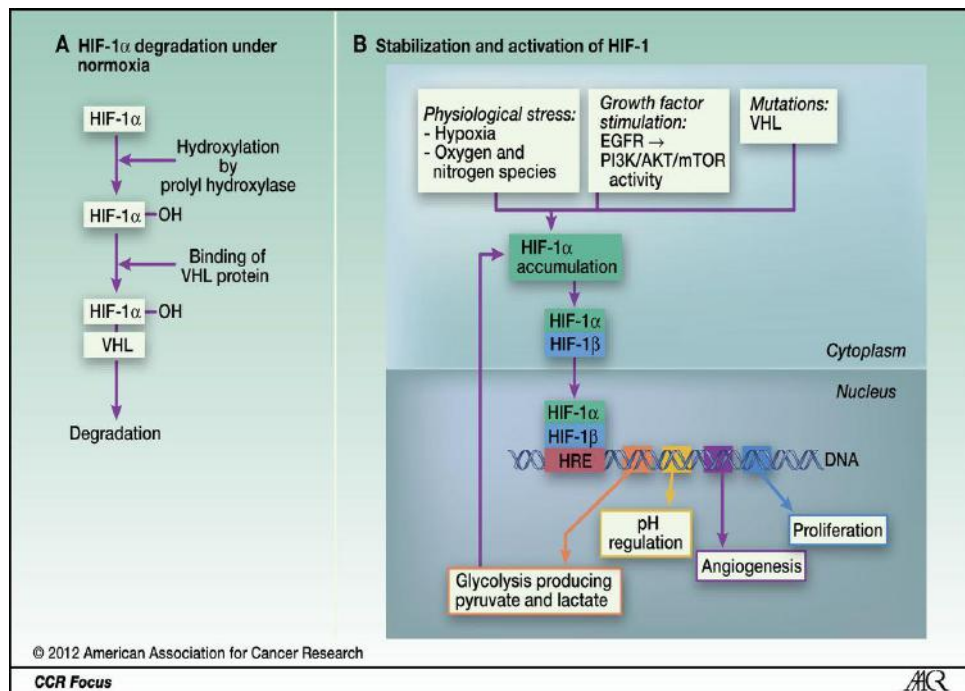 A HIF-1α degradation under
normoxia
HIF-1α
Hydroxylation
by
prolyl hydroxylase
HIF-1α-OH
Binding of
VHL protein
HIF-1α-OH
VHL
Degradation
B Stabilization and activation of HIF-1
Physiological stress:
- Hypoxia
- Oxygen and
nitrogen species
Growth factor
stimulation:
EGFR →
PI3K/AKT/mTOR
activity
Mutations:
VHL
HIF-1α
accumulation
HIF-1α
HIF-1β
Cytoplasm
Nucleus
HIF-1α
HIF-1β
HRE
DNA
pH
regulation
Proliferation
Angiogenesis
Glycolysis producing
pyruvate and lactate
© 2012 American Association for Cancer Research
CCR Focus
AACR